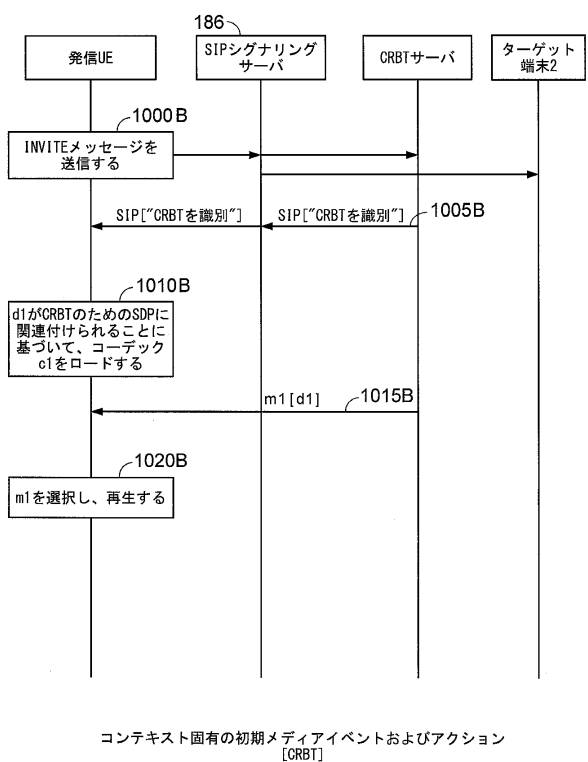 186
発信UE
SIPシグナリング
サーバ
CRBTサーバ
ターゲット
端末2
1000B
INVITEメッセージを
送信する
SIP["CRBTを識別"]
SIP["CRBTを識別"]
1005B
1010B
d1がCRBTのためのSDPに
関連付けられることに
基づいて、コーデック
c1をロードする
m1[d1]
1015B
1020B
m1を選択し、再生する
コンテキスト固有の初期メディアイベントおよびアクション
[CRBT]